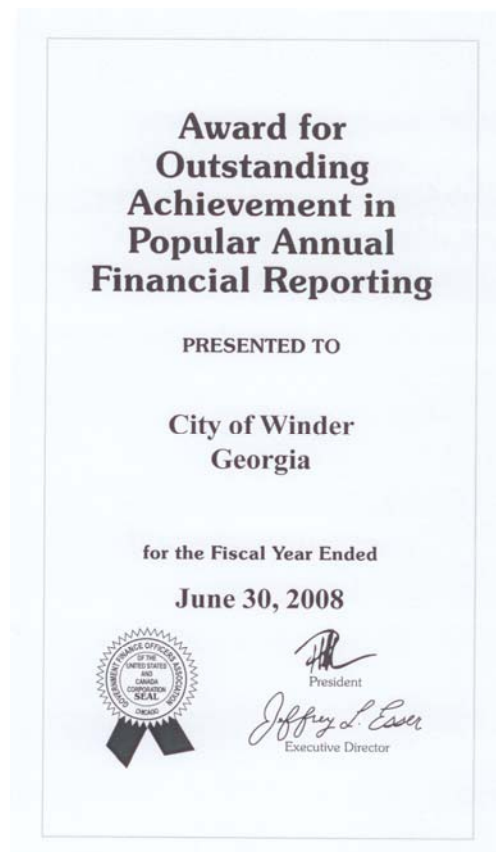 Award for
Outstanding
Achievement in
Popular Annual
Financial Reporting
PRESENTED TO
City of Winder
Georgia
for the Fiscal Year Ended
June 30, 2008
GOVERNMENT FINANCE OFFICERS ASSOCIATION
OF THE
UNITED STATES
AND
CANADA
CORPORATION
SEAL
CHICAGO
President
Jeffrey L. Esser
Executive Director